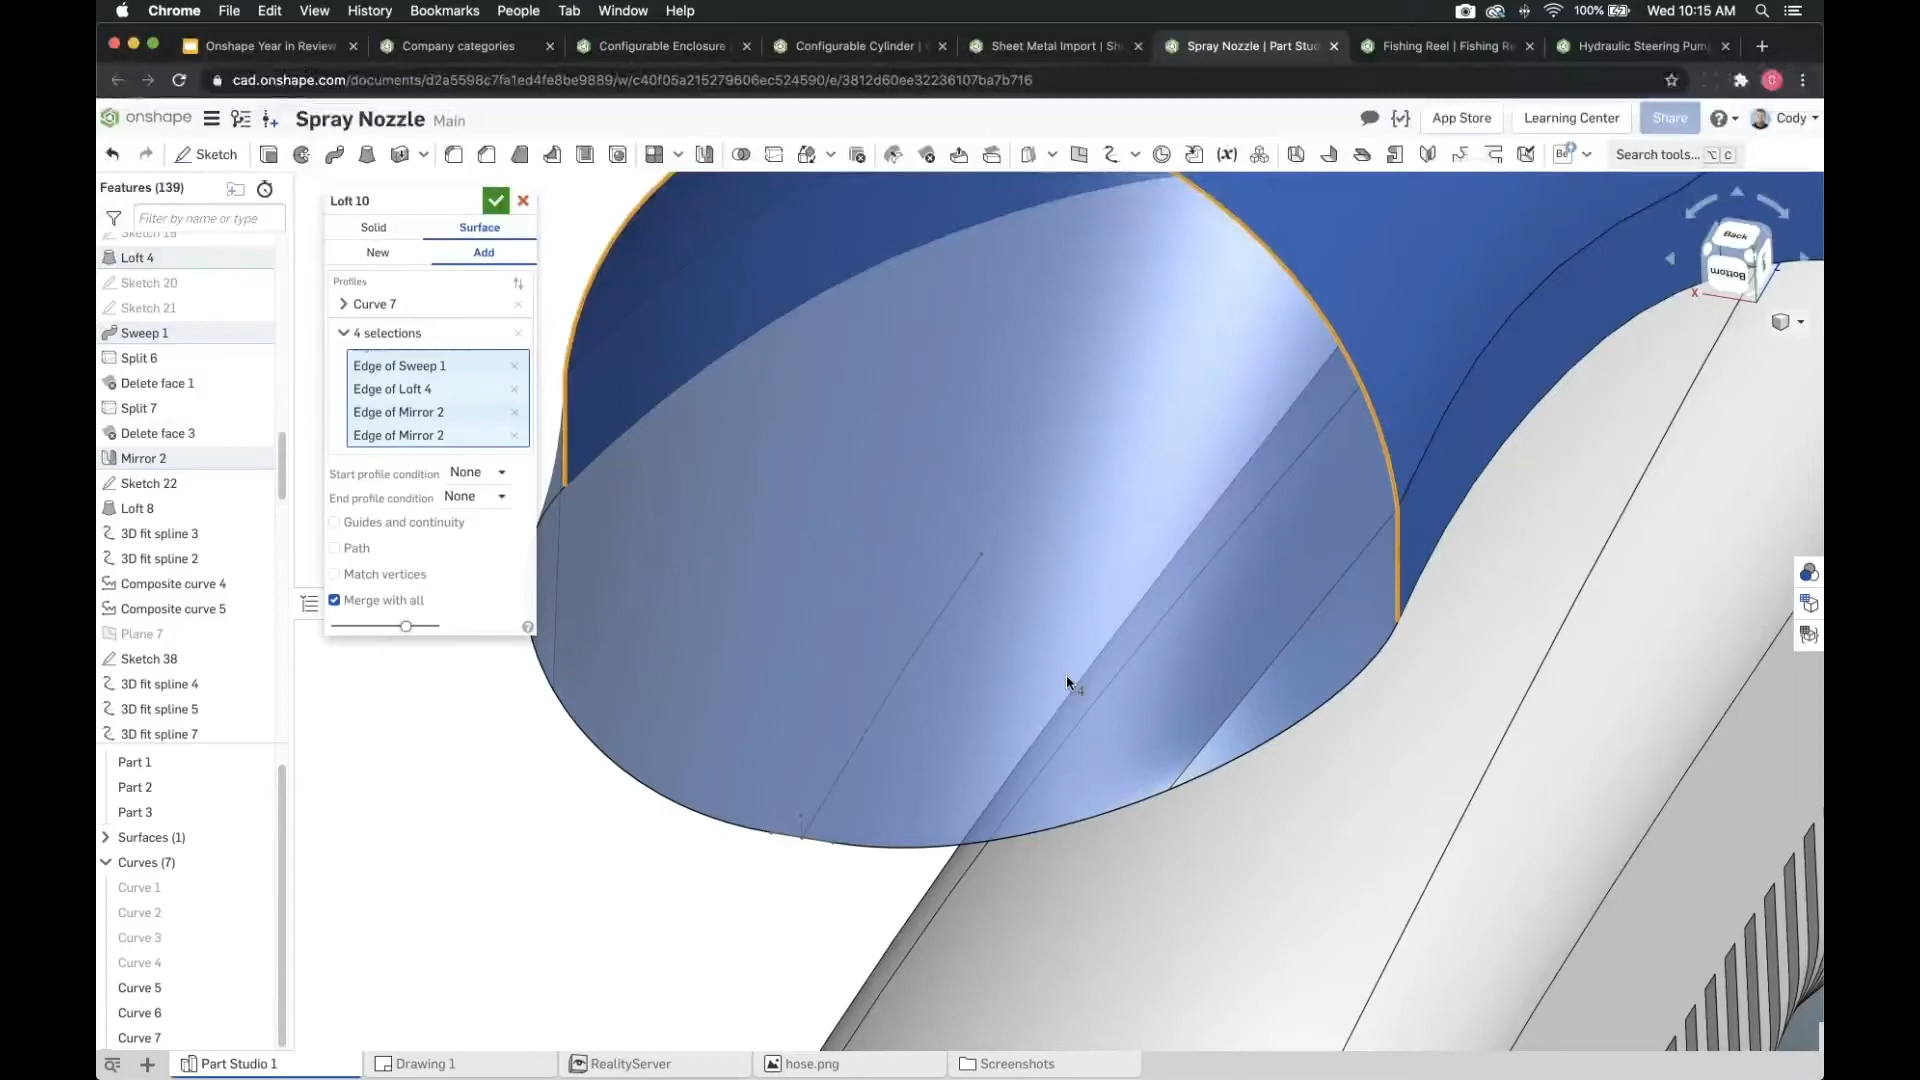 Chrome File Edit View History Bookmarks People Tab Window Help 100% Wed 10:15 AM
Onshape Year in Review Company categories Configurable Enclosure Configurable Cylinder | Sheet Metal Import | Sh Spray Nozzle | Part Stud Fishing Reel | Fishing Re Hydraulic Steering Pump
cad.onshape.com/documents/d2a5598c7fa1ed4fe8be9889/w/c40f05a215279606ec524590/e/3812d60ee32236107ba7b716
onshape Spray Nozzle Main App Store Learning Center Share Cody
Sketch Search tools... ⌥ C
Features (139)
Filter by name or type
Sketch 19
Loft 4
Sketch 20
Sketch 21
Sweep 1
Split 6
Delete face 1
Split 7
Delete face 3
Mirror 2
Sketch 22
Loft 8
3D fit spline 3
3D fit spline 2
Composite curve 4
Composite curve 5
Plane 7
Sketch 38
3D fit spline 4
3D fit spline 5
3D fit spline 7
Part 1
Part 2
Part 3
Surfaces (1)
Curves (7)
Curve 1
Curve 2
Curve 3
Curve 4
Curve 5
Curve 6
Curve 7
Loft 10
Solid Surface
New Add
Profiles
Curve 7
4 selections
Edge of Sweep 1
Edge of Loft 4
Edge of Mirror 2
Edge of Mirror 2
Start profile condition None
End profile condition None
Guides and continuity
Path
Match vertices
Merge with all
Back
Bottom
X
Z
Part Studio 1 Drawing 1 RealityServer hose.png Screenshots